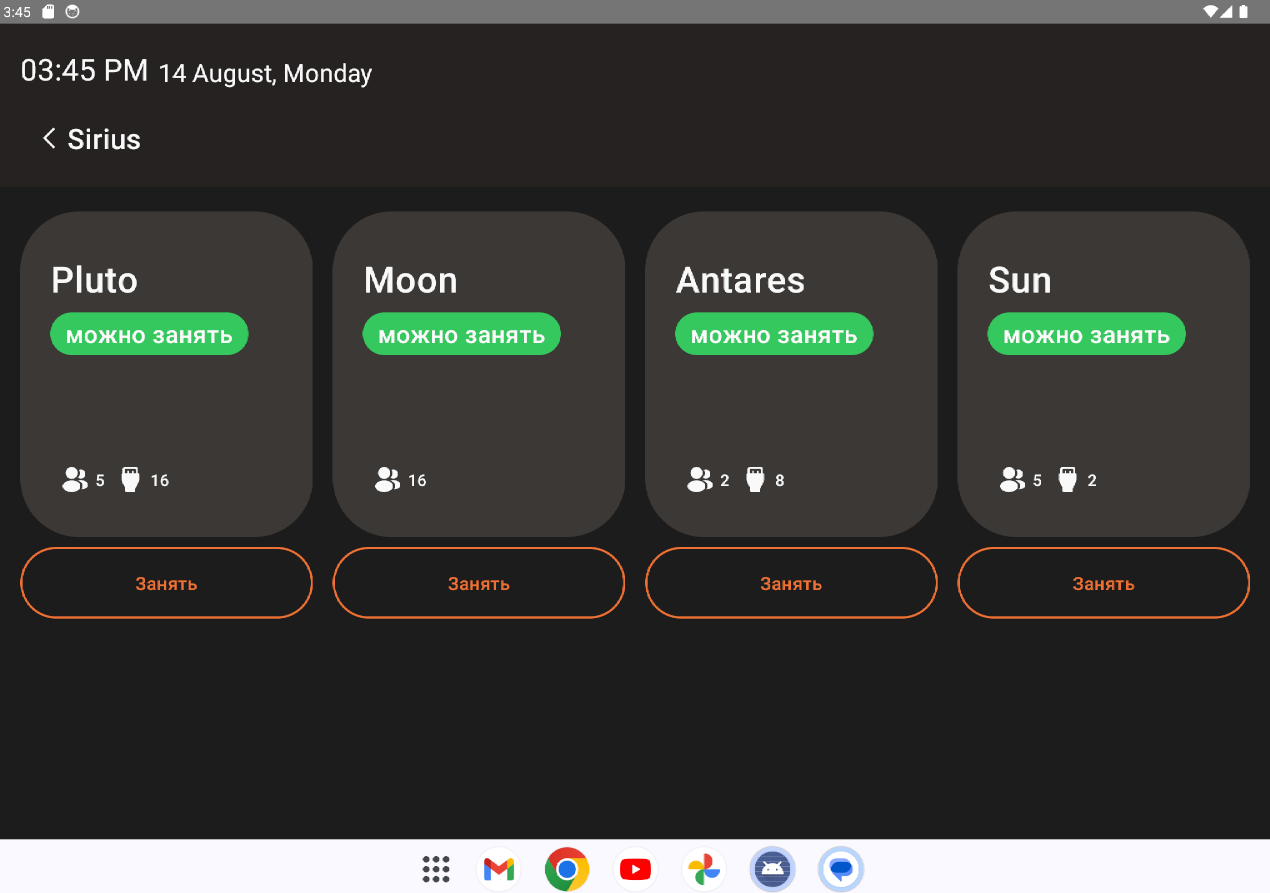 3:45
03:45 PM 14 August, Monday
Sirius
Pluto
можно занять
5 16
Занять
Moon
можно занять
16
Занять
Antares
можно занять
2 8
Занять
Sun
можно занять
5 2
Занять